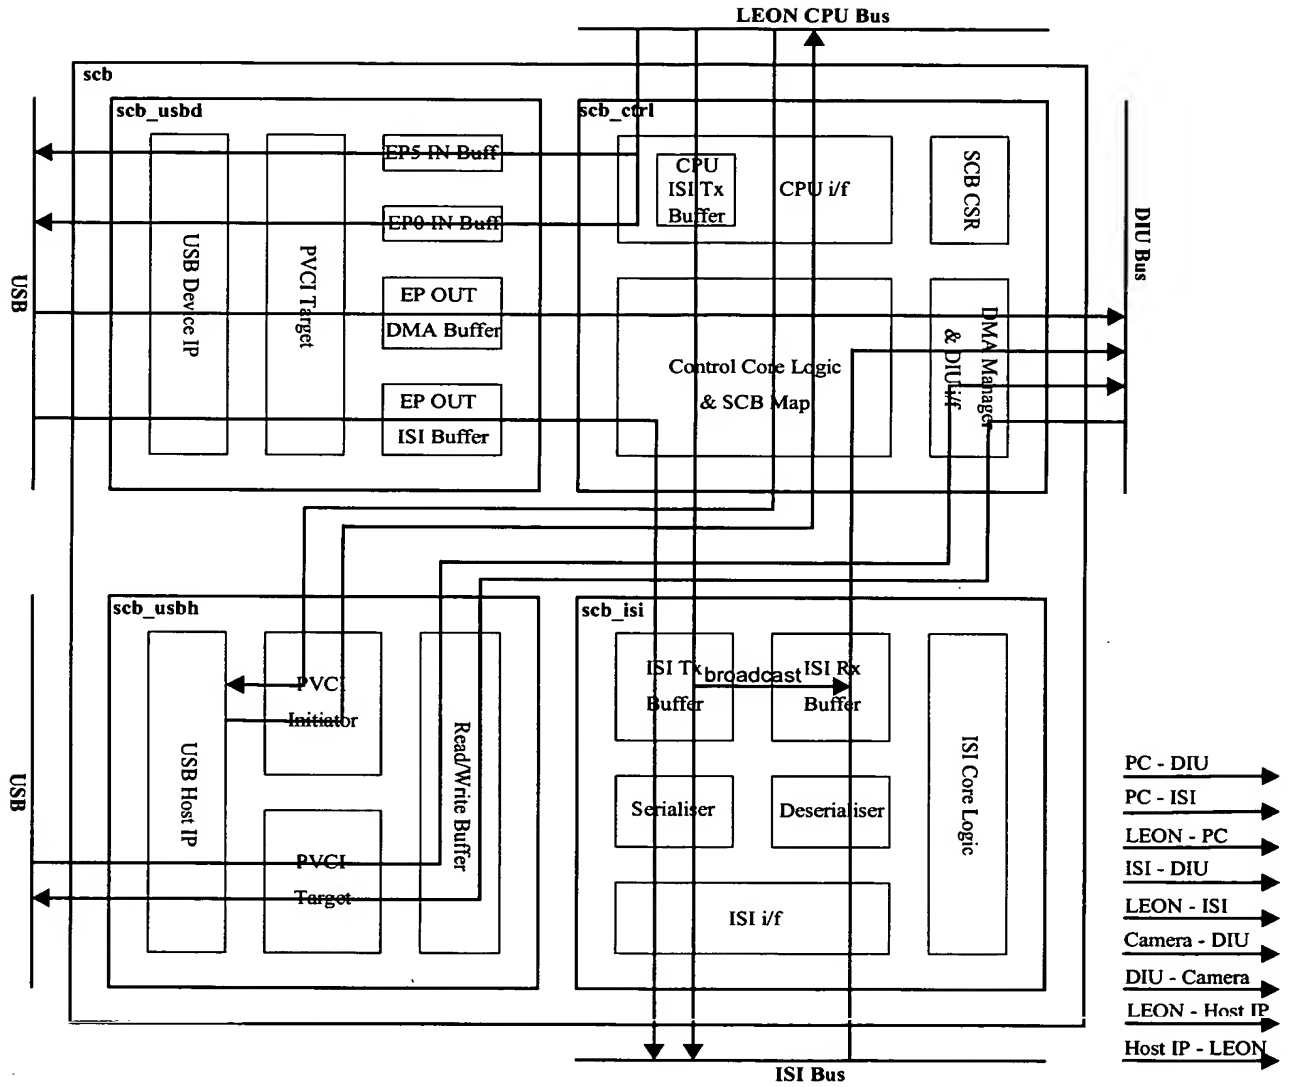 LEON CPU Bus
scb
scb_usbd
scb_ctrl
EP5 IN Buff
EP0 IN Buff
EP OUT
DMA Buffer
EP OUT
ISI Buffer
USB Device IP
PVCI Target
CPU
ISI Tx
Buffer
CPU i/f
SCB CSR
Control Core Logic
& SCB Map
DMA Manager
& DIU i/f
USB
DIU Bus
scb_usbh
scb_isi
PVCI
Initiator
USB Host IP
PVCI
Target
Read/Write Buffer
USB
ISI Tx
Buffer
broadcast
ISI Rx
Buffer
Serialiser
Deserialiser
ISI i/f
ISI Core Logic
ISI Bus
PC - DIU
PC - ISI
LEON - PC
ISI - DIU
LEON - ISI
Camera - DIU
DIU - Camera
LEON - Host IP
Host IP - LEON